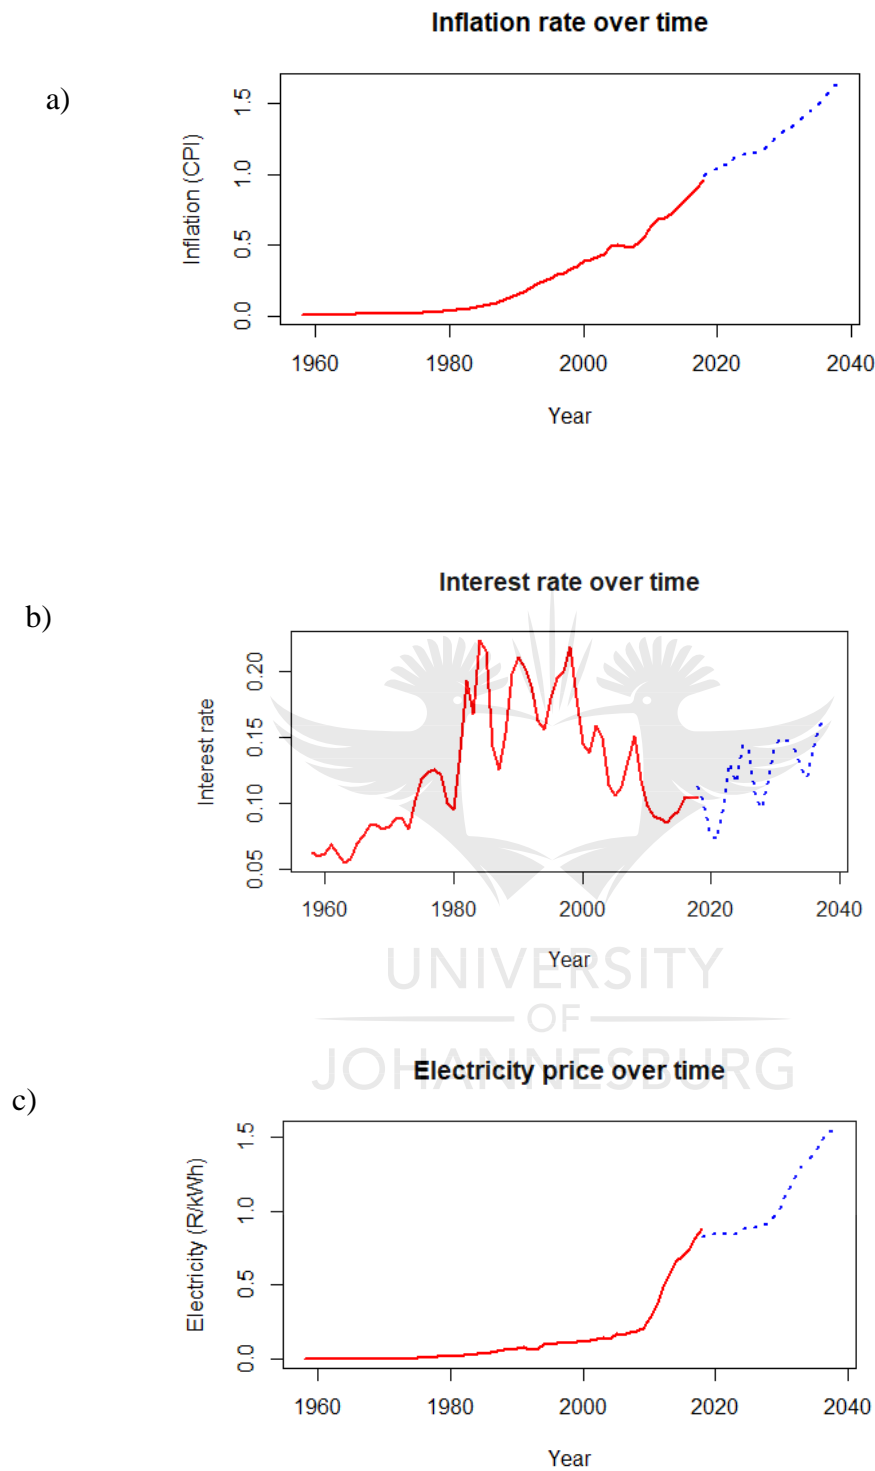 Inflation rate over time
a)
Inflation (CPI)
1.5
1.0
0.5
0.0
1960 1980 2000 2020 2040
Year
Interest rate over time
b)
Interest rate
0.20
0.15
0.10
0.05
1960 1980 2000 2020 2040
Year
UNIVERSITY
OF
JOHANNESBURG
Electricity price over time
c)
Electricity (R/kWh)
1.5
1.0
0.5
0.0
1960 1980 2000 2020 2040
Year